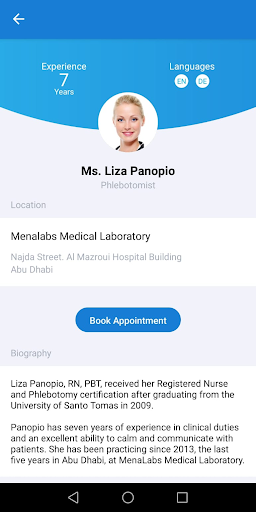 Experience
7
Years
Languages
EN DE
Ms. Liza Panopio
Phlebotomist
Location
Menalabs Medical Laboratory
Najda Street. Al Mazroui Hospital Building
Abu Dhabi
Book Appointment
Biography
Liza Panopio, RN, PBT, received her Registered Nurse
and Phlebotomy certification after graduating from the
University of Santo Tomas in 2009.
Panopio has seven years of experience in clinical duties
and an excellent ability to calm and communicate with
patients. She has been practicing since 2013, the last
five years in Abu Dhabi, at MenaLabs Medical Laboratory.